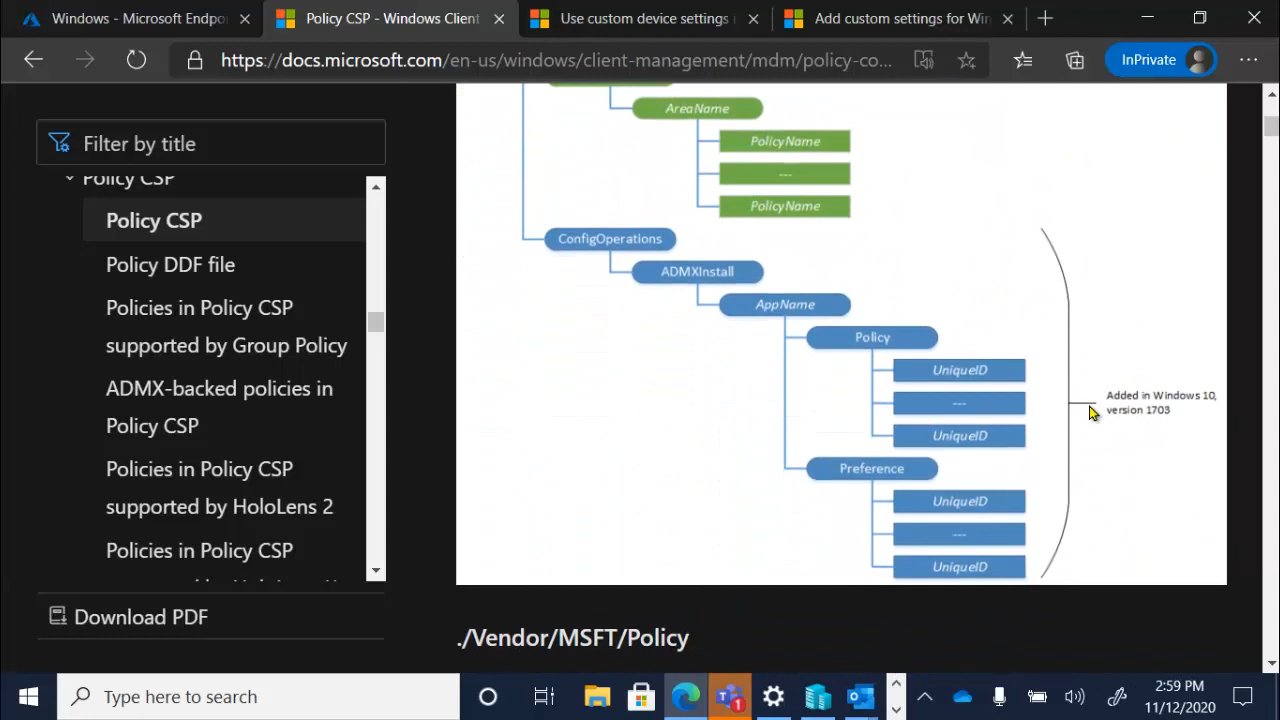 Windows - Microsoft Endpo
Policy CSP - Windows Client
Use custom device settings i
Add custom settings for Win
https://docs.microsoft.com/en-us/windows/client-management/mdm/policy-co...
InPrivate
Filter by title
Policy CSP
Policy CSP
Policy DDF file
Policies in Policy CSP
supported by Group Policy
ADMX-backed policies in
Policy CSP
Policies in Policy CSP
supported by HoloLens 2
Policies in Policy CSP
Download PDF
AreaName
PolicyName
---
PolicyName
ConfigOperations
ADMXInstall
AppName
Policy
UniqueID
---
UniqueID
Preference
UniqueID
---
UniqueID
Added in Windows 10,
version 1703
./Vendor/MSFT/Policy
Type here to search
1
2:59 PM
11/12/2020